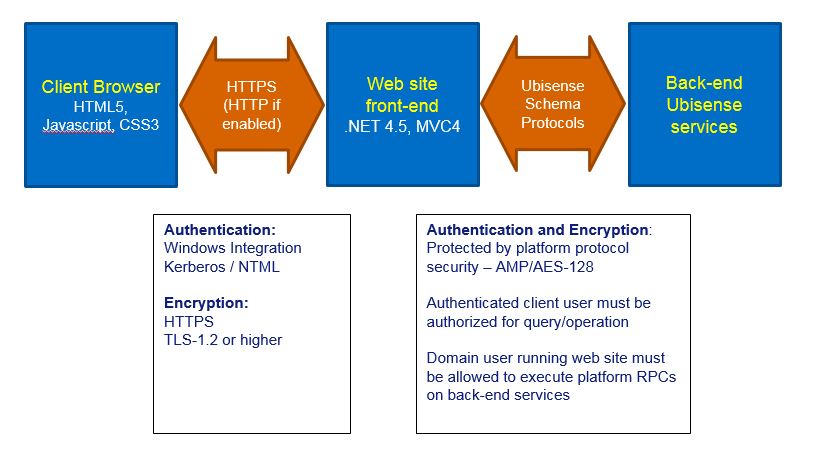 Client Browser
HTML5,
Javascript, CSS3
HTTPS
(HTTP if
enabled)
Web site
front-end
.NET 4.5, MVC4
Ubisense
Schema
Protocols
Back-end
Ubisense
services
Authentication:
Windows Integration
Kerberos / NTML
Encryption:
HTTPS
TLS-1.2 or higher
Authentication and Encryption:
Protected by platform protocol
security – AMP/AES-128
Authenticated client user must be
authorized for query/operation
Domain user running web site must
be allowed to execute platform RPCs
on back-end services